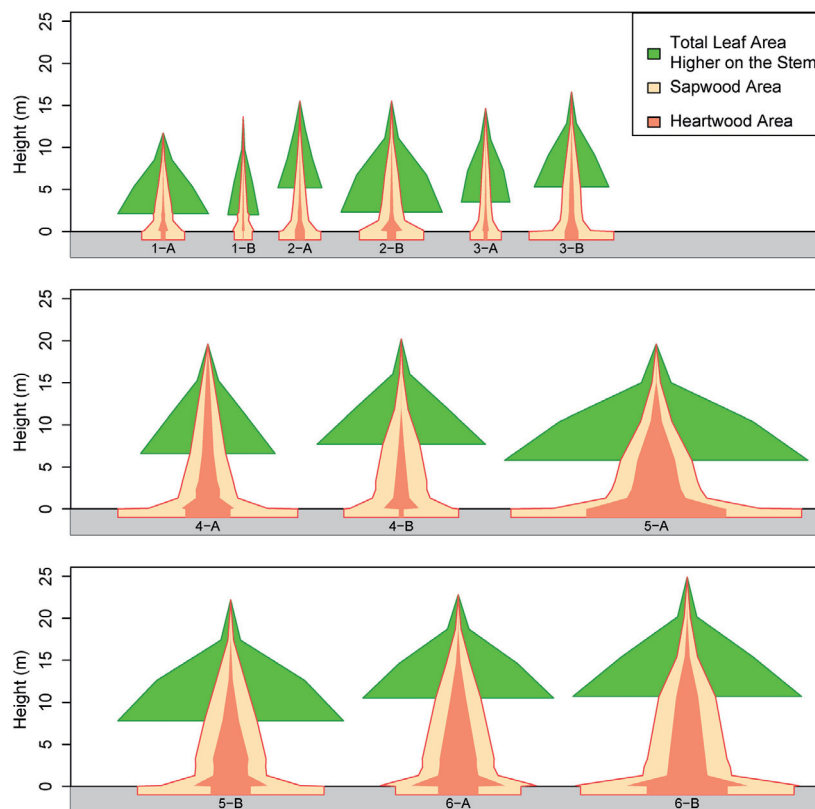 25
20
15
10
5
0
Height (m)
Total Leaf Area
Higher on the Stem
Sapwood Area
Heartwood Area
1-A 1-B 2-A 2-B 3-A 3-B
25
20
15
10
5
0
Height (m)
4-A 4-B 5-A
25
20
15
10
5
0
Height (m)
5-B 6-A 6-B